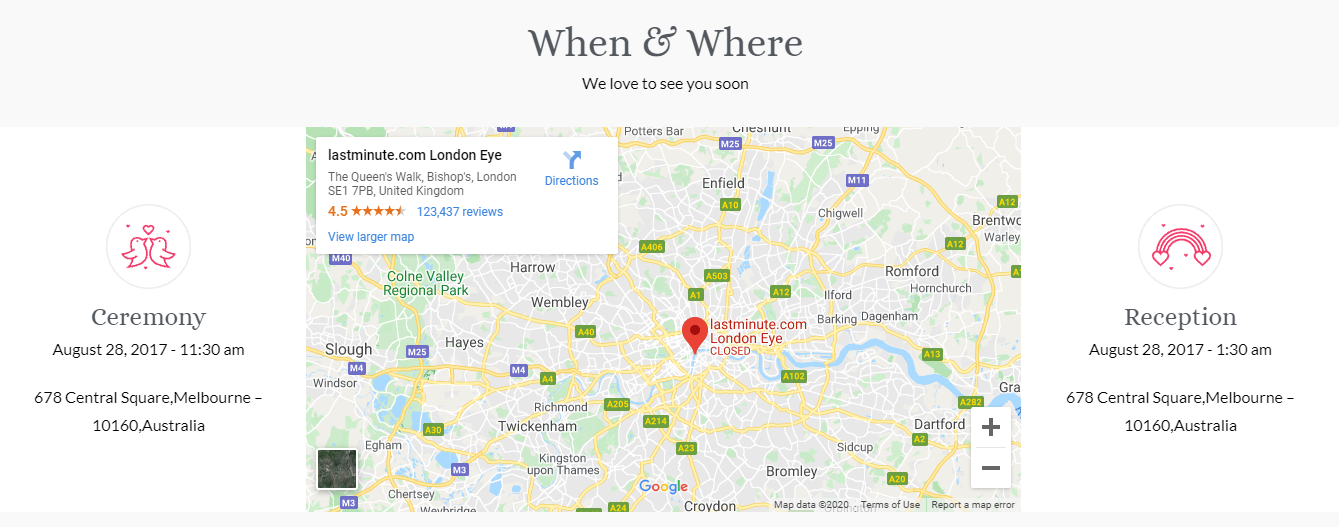 When & Where
We love to see you soon
Ceremony
August 28, 2017 - 11:30 am
678 Central Square,Melbourne –
10160,Australia
lastminute.com London Eye
The Queen's Walk, Bishop's, London
SE1 7PB, United Kingdom
4.5
123,437 reviews
View larger map
Directions
Potters Bar
Cheshunt
Epping
M25
M25
Enfield
M11
A10
Chigwell
A12
Brentwo
Warley
A406
A12
M40
Colne Valley
Regional Park
Harrow
A503
Romford
A1
A12
Ilford
Hornchurch
Wembley
Barking
Dagenham
lastminute.com
London Eye
CLOSED
A40
Slough
M25
Hayes
A13
M4
M4
A4
A102
Windsor
Gra
Richmond
A205
A282
A214
Twickenham
A30
Dartford
A2
Egham
A23
Sidcup
Kingston
upon Thames
M3
Bromley
A20
Chertsey
Google
M3
A24
Croydon
Map data ©2020
Terms of Use
Report a map error
Reception
August 28, 2017 - 1:30 am
678 Central Square,Melbourne –
10160,Australia